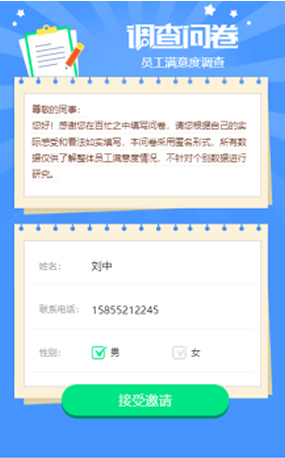 调查问卷
员工满意度调查
尊敬的同事:
您好! 感谢您在百忙之中填写问卷, 请您根据自己的实
际感受和看法如实填写, 本问卷采用匿名形式, 所有数
据仅供了解整体员工满意度情况, 不针对个别数据进行
研究。
姓名: 刘中
联系电话: 15855212245
性别: 男 女
接受邀请